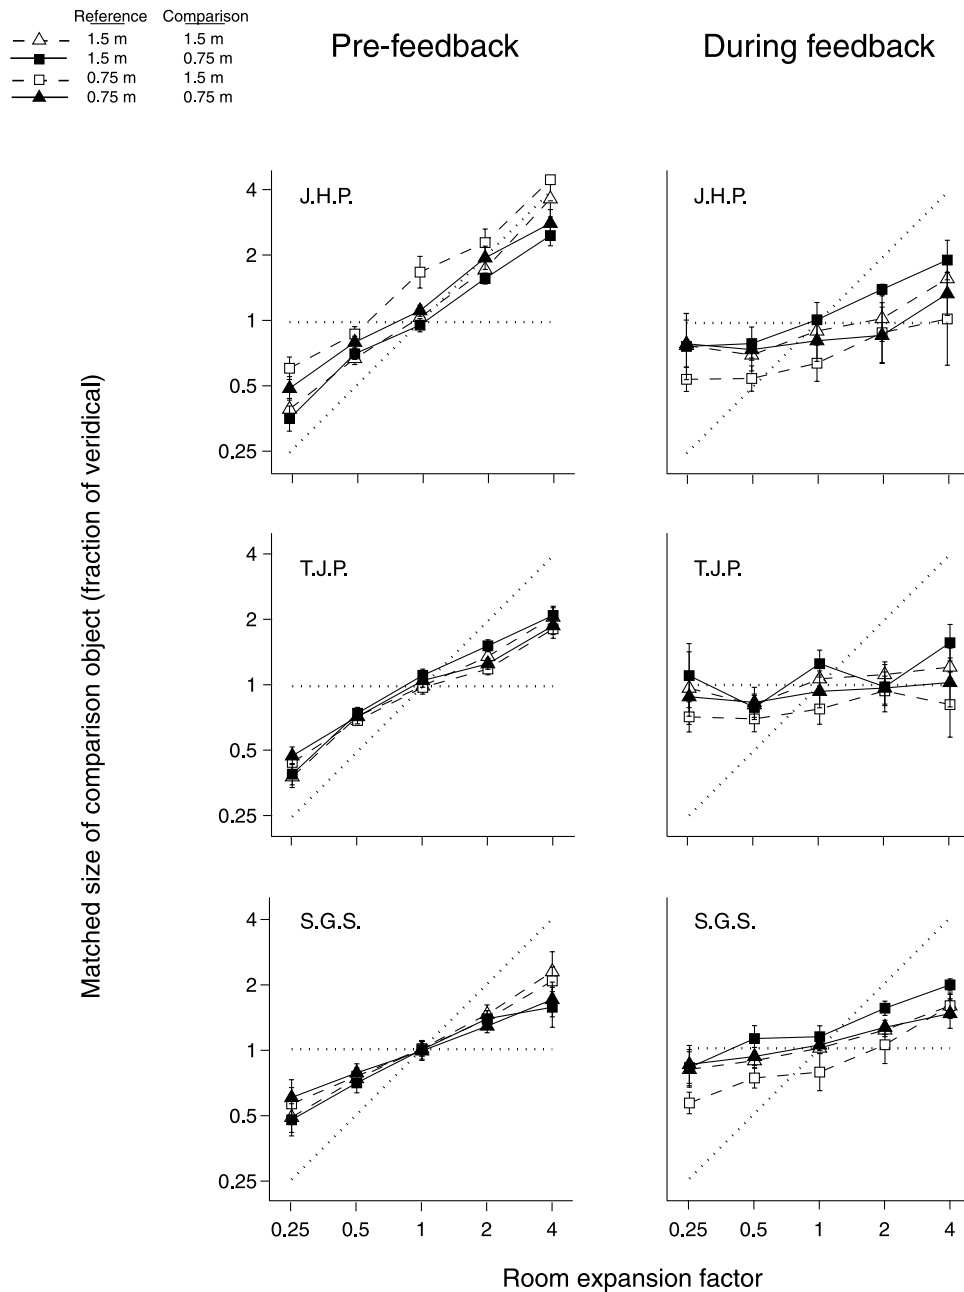 Reference Comparison
1.5 m 1.5 m
1.5 m 0.75 m
0.75 m 1.5 m
0.75 m 0.75 m
Pre-feedback During feedback
Matched size of comparison object (fraction of veridical)
J.H.P.
4
2
1
0.5
0.25
J.H.P.
T.J.P.
4
2
1
0.5
0.25
T.J.P.
S.G.S.
4
2
1
0.5
0.25
S.G.S.
0.25 0.5 1 2 4
0.25 0.5 1 2 4
Room expansion factor